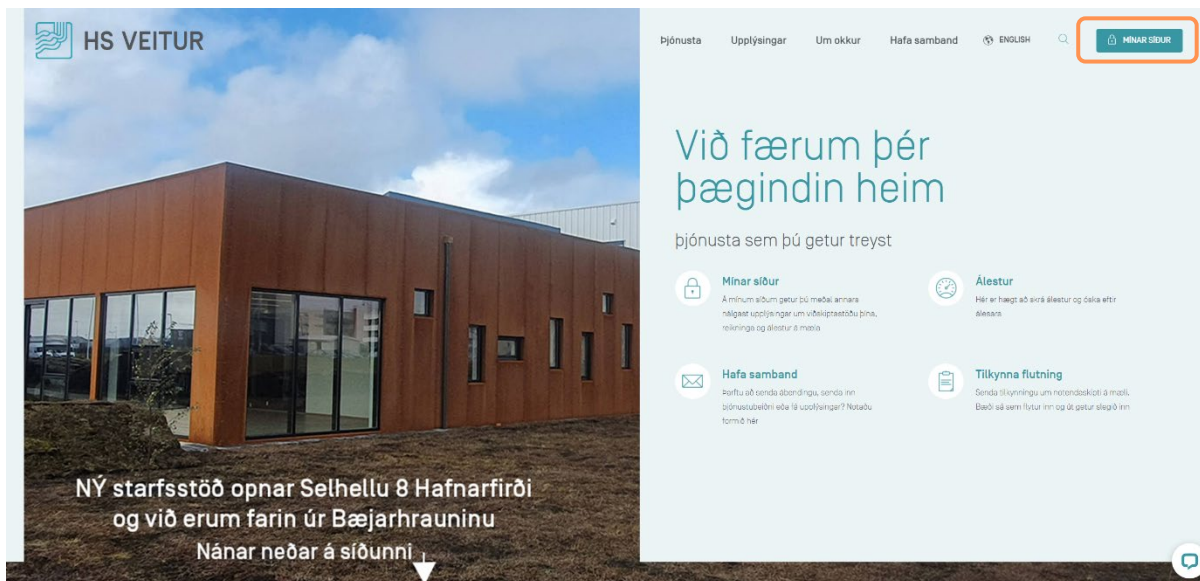 HS VEITUR
Þjónusta
Upplýsingar
Um okkur
Hafa samband
ENGLISH
MÍNAR SÍÐUR
Við færum þér
þægindin heim
þjónusta sem þú getur treyst
Mínar síður
Á mínum síðum getur þú meðal annars
nálgast upplýsingar um viðskiptastöðu þína,
reikninga og álestur á mæla
Álestur
Hér er hægt að skrá álestur og óska eftir
álesara
Hafa samband
Þarftu að senda ábendingu, senda inn
þjónustubeiðni eða fá upplýsingar? Notaðu
formið hér
Tilkynna flutning
Senda tilkynningu um notendaskipti á mæli.
Bæði sá sem flytur inn og út getur slegið inn
NÝ starfsstöð opnar Selhellu 8 Hafnarfirði
og við erum farin úr Bæjarhrauninu
Nánar neðar á síðunni